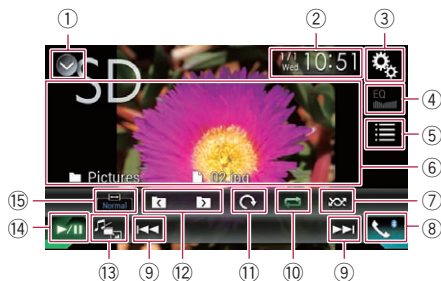 ① ② ③
SD
1/1 Wed 10:51
EQ
④
⑤
⑥
Pictures 02.jpg
⑮ Normal ⑦
⑭ ⑧
⑬ ⑨ ⑫ ⑪ ⑩ ⑨